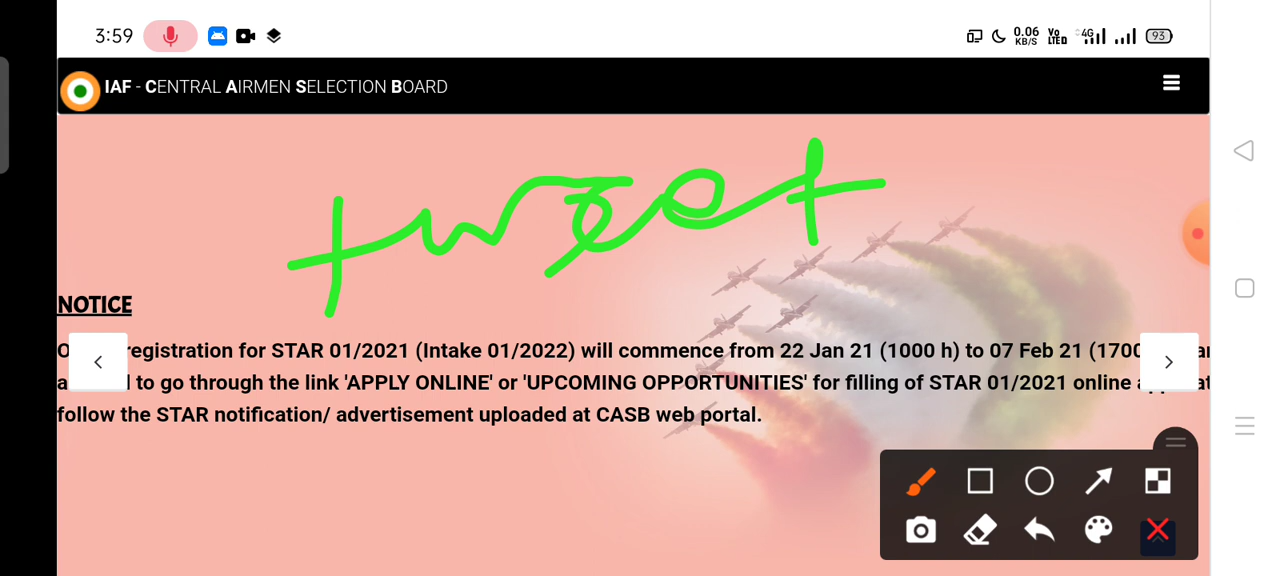 3:59
0.06 KB/S Vo LTED 4G 93
IAF - CENTRAL AIRMEN SELECTION BOARD
NOTICE
registration for STAR 01/2021 (Intake 01/2022) will commence from 22 Jan 21 (1000 h) to 07 Feb 21 (1700
to go through the link 'APPLY ONLINE' or 'UPCOMING OPPORTUNITIES' for filling of STAR 01/2021 online
follow the STAR notification/ advertisement uploaded at CASB web portal.